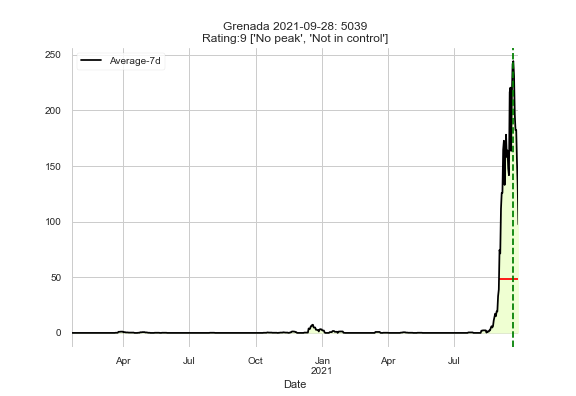 Grenada 2021-09-28: 5039
Rating:9 ['No peak', 'Not in control']
Average-7d
250
200
150
100
50
0
Apr Jul Oct Jan Apr Jul
2021
Date